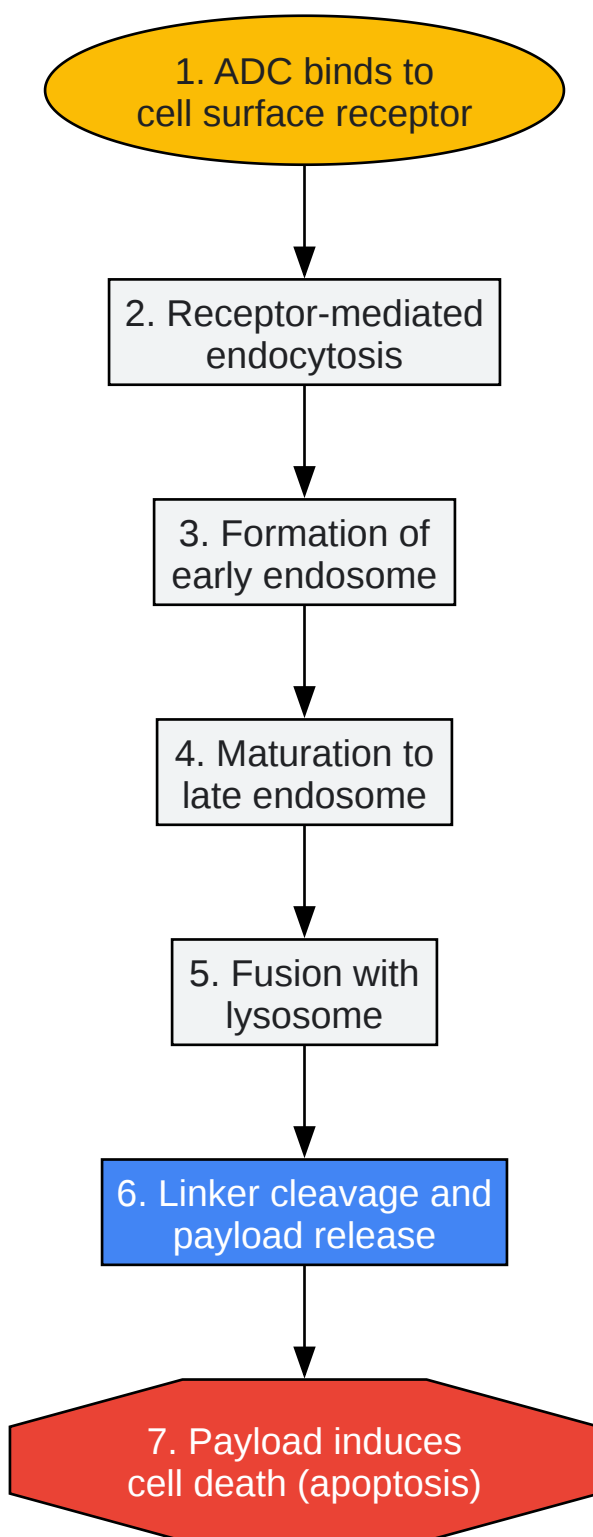 1. ADC binds to
cell surface receptor
2. Receptor-mediated
endocytosis
3. Formation of
early endosome
4. Maturation to
late endosome
5. Fusion with
lysosome
6. Linker cleavage and
payload release
7. Payload induces
cell death (apoptosis)